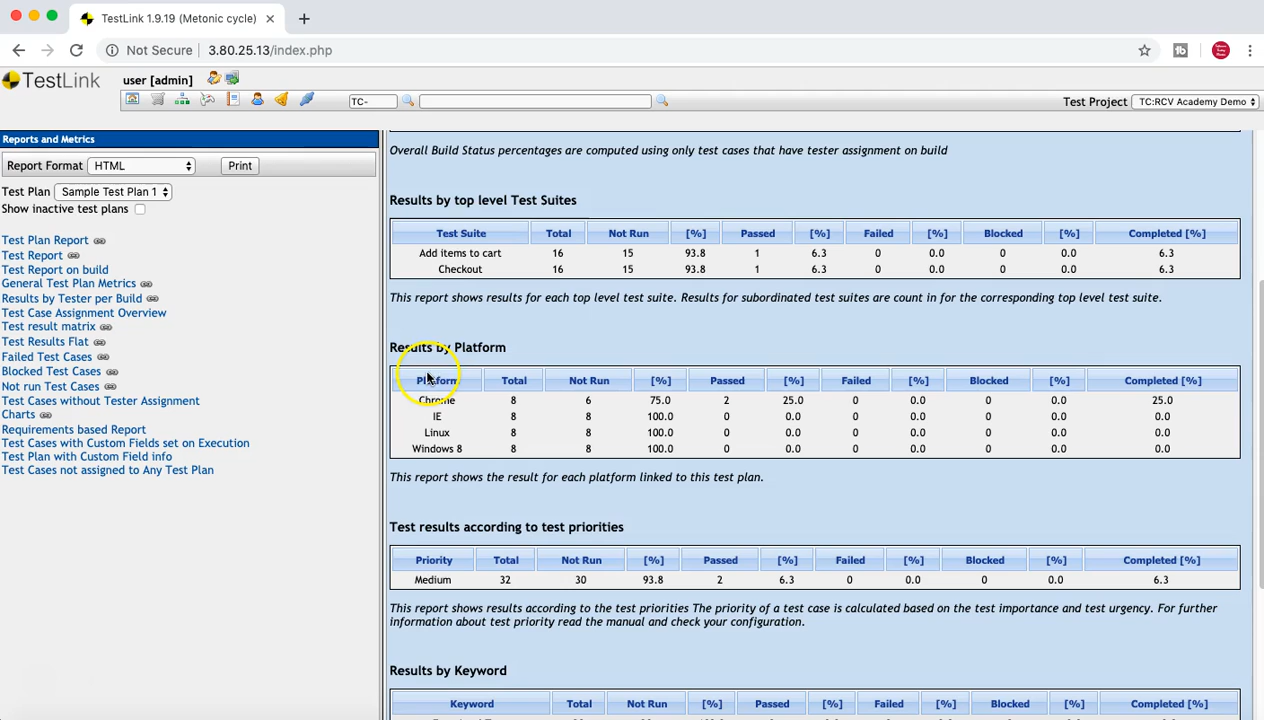 TestLink 1.9.19 (Metonic cycle)
Not Secure 3.80.25.13/index.php
TestLink user [admin]
TC- Test Project TC:RCV Academy Demo
Reports and Metrics
Report Format HTML Print
Test Plan Sample Test Plan 1
Show inactive test plans
Test Plan Report
Test Report
Test Report on build
General Test Plan Metrics
Results by Tester per Build
Test Case Assignment Overview
Test result matrix
Test Results Flat
Failed Test Cases
Blocked Test Cases
Not run Test Cases
Test Cases without Tester Assignment
Charts
Requirements based Report
Test Cases with Custom Fields set on Execution
Test Plan with Custom Field info
Test Cases not assigned to Any Test Plan
Overall Build Status percentages are computed using only test cases that have tester assignment on build
Results by top level Test Suites
Test Suite Total Not Run [%] Passed [%] Failed [%] Blocked [%] Completed [%]
Add items to cart 16 15 93.8 1 6.3 0 0.0 0 0.0 6.3
Checkout 16 15 93.8 1 6.3 0 0.0 0 0.0 6.3
This report shows results for each top level test suite. Results for subordinated test suites are count in for the corresponding top level test suite.
Results by Platform
Platform Total Not Run [%] Passed [%] Failed [%] Blocked [%] Completed [%]
Chrome 8 6 75.0 2 25.0 0 0.0 0 0.0 25.0
IE 8 8 100.0 0 0.0 0 0.0 0 0.0 0.0
Linux 8 8 100.0 0 0.0 0 0.0 0 0.0 0.0
Windows 8 8 8 100.0 0 0.0 0 0.0 0 0.0 0.0
This report shows the result for each platform linked to this test plan.
Test results according to test priorities
Priority Total Not Run [%] Passed [%] Failed [%] Blocked [%] Completed [%]
Medium 32 30 93.8 2 6.3 0 0.0 0 0.0 6.3
This report shows results according to the test priorities The priority of a test case is calculated based on the test importance and test urgency. For further
information about test priority read the manual and check your configuration.
Results by Keyword
Keyword Total Not Run [%] Passed [%] Failed [%] Blocked [%] Completed [%]